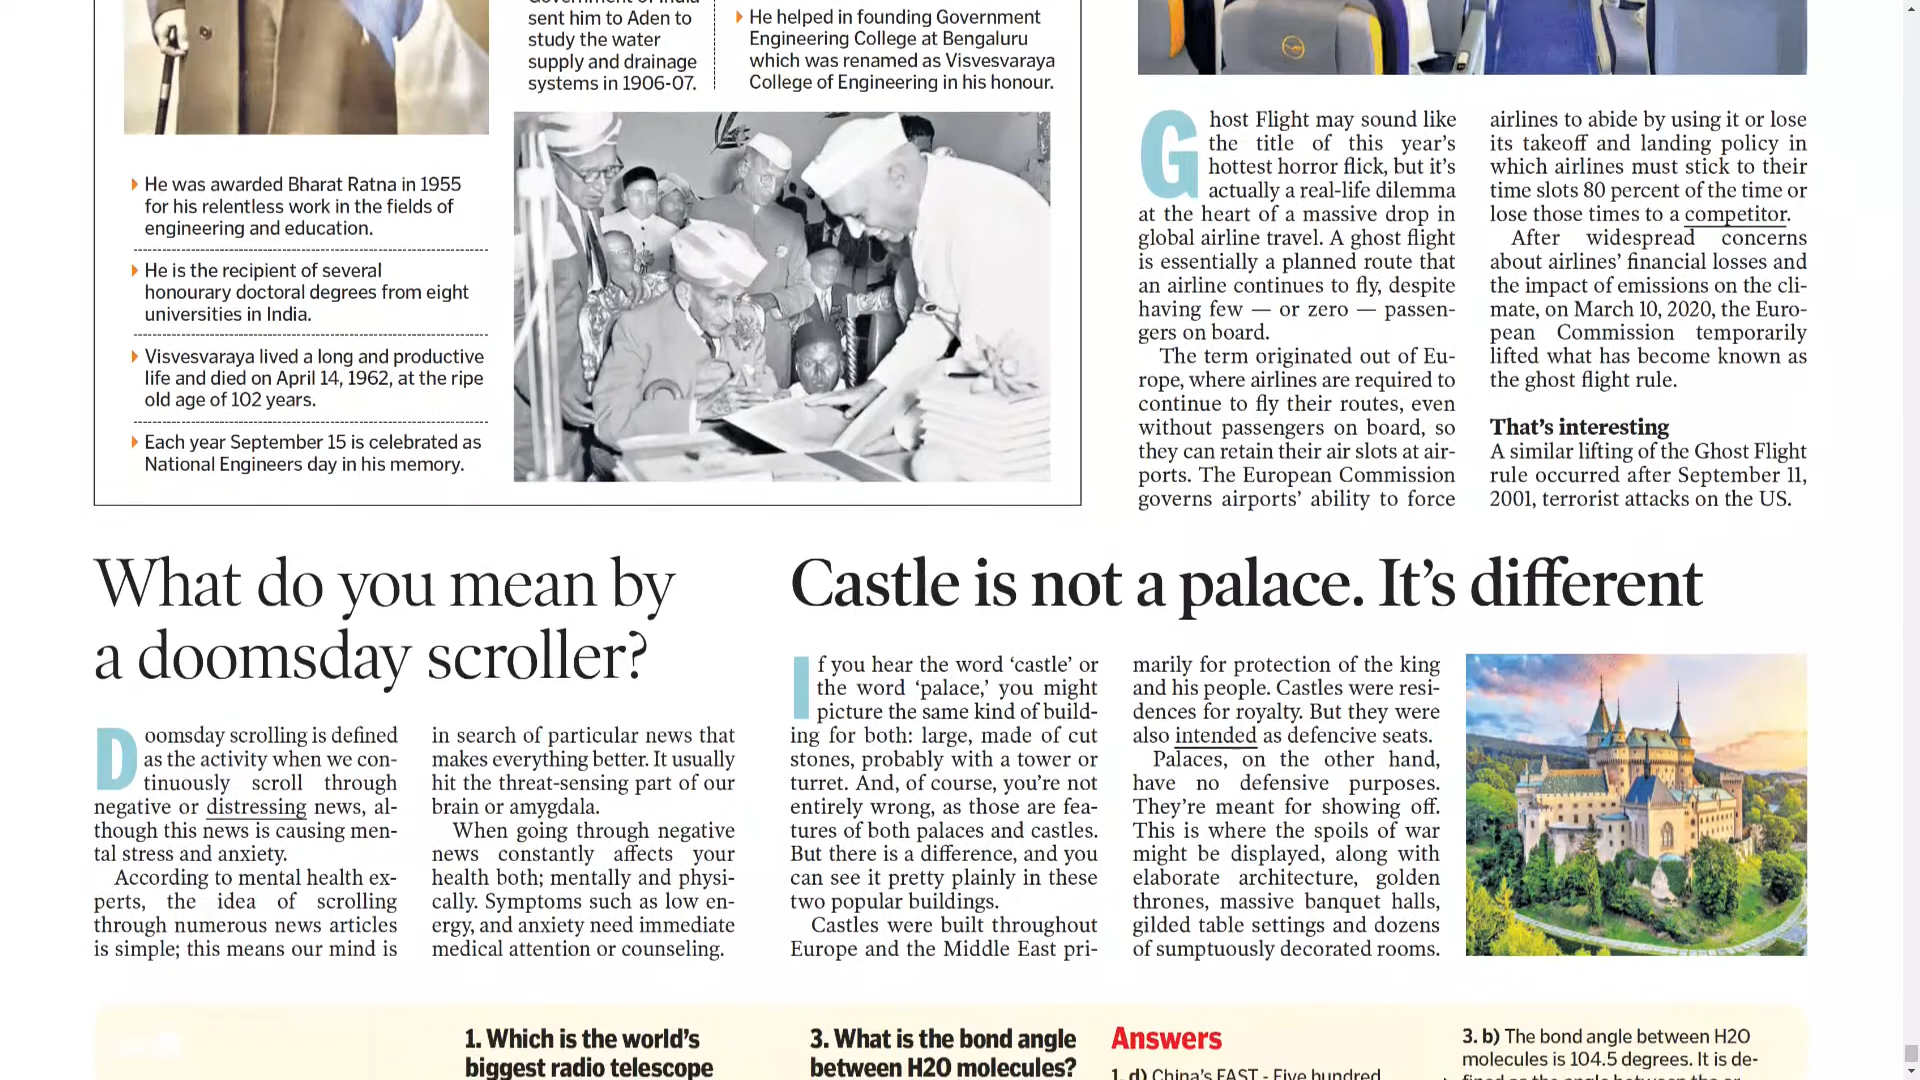 sent him to Aden to
study the water
supply and drainage
systems in 1906-07.
He helped in founding Government
Engineering College at Bengaluru
which was renamed as Visvesvaraya
College of Engineering in his honour.
He was awarded Bharat Ratna in 1955
for his relentless work in the fields of
engineering and education.
He is the recipient of several
honourary doctoral degrees from eight
universities in India.
Visvesvaraya lived a long and productive
life and died on April 14, 1962, at the ripe
old age of 102 years.
Each year September 15 is celebrated as
National Engineers day in his memory.
Ghost Flight may sound like
the title of this year's
hottest horror flick, but it's
actually a real-life dilemma
at the heart of a massive drop in
global airline travel. A ghost flight
is essentially a planned route that
an airline continues to fly, despite
having few — or zero — passen-
gers on board.
The term originated out of Eu-
rope, where airlines are required to
continue to fly their routes, even
without passengers on board, so
they can retain their air slots at air-
ports. The European Commission
governs airports' ability to force
airlines to abide by using it or lose
its takeoff and landing policy in
which airlines must stick to their
time slots 80 percent of the time or
lose those times to a competitor.
After widespread concerns
about airlines' financial losses and
the impact of emissions on the cli-
mate, on March 10, 2020, the Euro-
pean Commission temporarily
lifted what has become known as
the ghost flight rule.
That's interesting
A similar lifting of the Ghost Flight
rule occurred after September 11,
2001, terrorist attacks on the US.
What do you mean by
a doomsday scroller?
Doomsday scrolling is defined
as the activity when we con-
tinuously scroll through
negative or distressing news, al-
though this news is causing men-
tal stress and anxiety.
According to mental health ex-
perts, the idea of scrolling
through numerous news articles
is simple; this means our mind is
in search of particular news that
makes everything better. It usually
hit the threat-sensing part of our
brain or amygdala.
When going through negative
news constantly affects your
health both; mentally and physi-
cally. Symptoms such as low en-
ergy, and anxiety need immediate
medical attention or counseling.
Castle is not a palace. It's different
If you hear the word 'castle' or
the word 'palace,' you might
picture the same kind of build-
ing for both: large, made of cut
stones, probably with a tower or
turret. And, of course, you're not
entirely wrong, as those are fea-
tures of both palaces and castles.
But there is a difference, and you
can see it pretty plainly in these
two popular buildings.
Castles were built throughout
Europe and the Middle East pri-
marily for protection of the king
and his people. Castles were resi-
dences for royalty. But they were
also intended as defencive seats.
Palaces, on the other hand,
have no defensive purposes.
They're meant for showing off.
This is where the spoils of war
might be displayed, along with
elaborate architecture, golden
thrones, massive banquet halls,
gilded table settings and dozens
of sumptuously decorated rooms.
1. Which is the world's
biggest radio telescope
3. What is the bond angle
between H2O molecules?
Answers
1. d) China's FAST - Five hundred
3. b) The bond angle between H2O
molecules is 104.5 degrees. It is de-